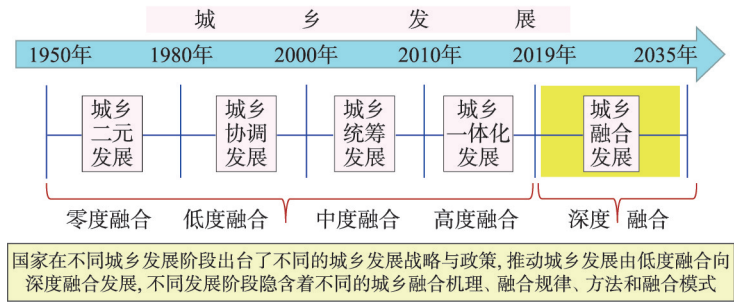 城 乡 发 展
1950年 1980年 2000年 2010年 2019年 2035年
城乡二元发展
城乡协调发展
城乡统筹发展
城乡一体化发展
城乡融合发展
零度融合 低度融合 中度融合 高度融合 深度 融合
国家在不同城乡发展阶段出台了不同的城乡发展战略与政策, 推动城乡发展由低度融合向
深度融合发展, 不同发展阶段隐含着不同的城乡融合机理、融合规律、方法和融合模式